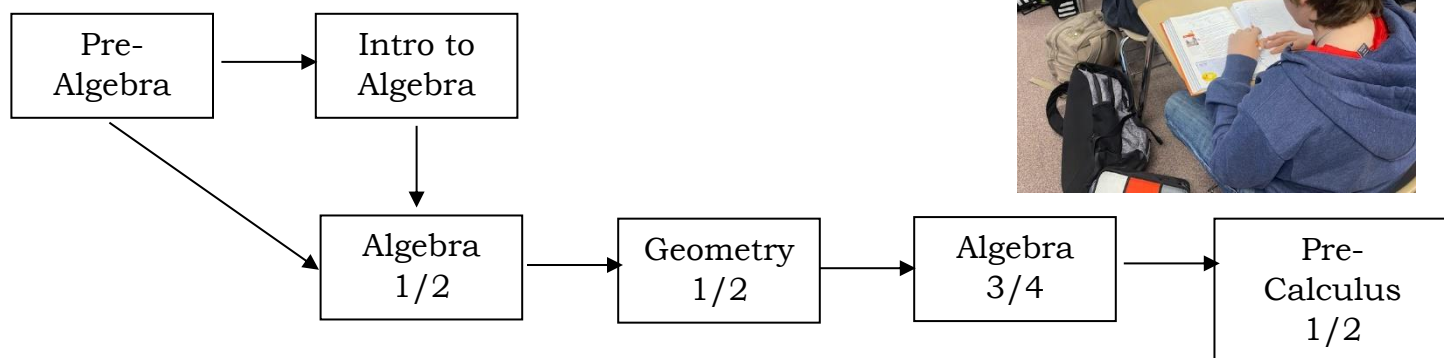 Pre-
Algebra
Intro to
Algebra
Algebra
1/2
Geometry
1/2
Algebra
3/4
Pre-
Calculus
1/2